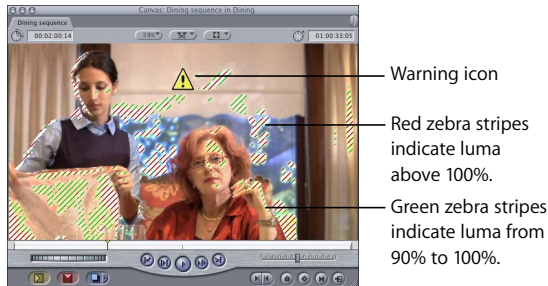 Canvas: Dining sequence in Dining
Dining sequence
00:02:00:14
59%
01:00:33:05
Warning icon
Red zebra stripes
indicate luma
above 100%.
Green zebra stripes
indicate luma from
90% to 100%.